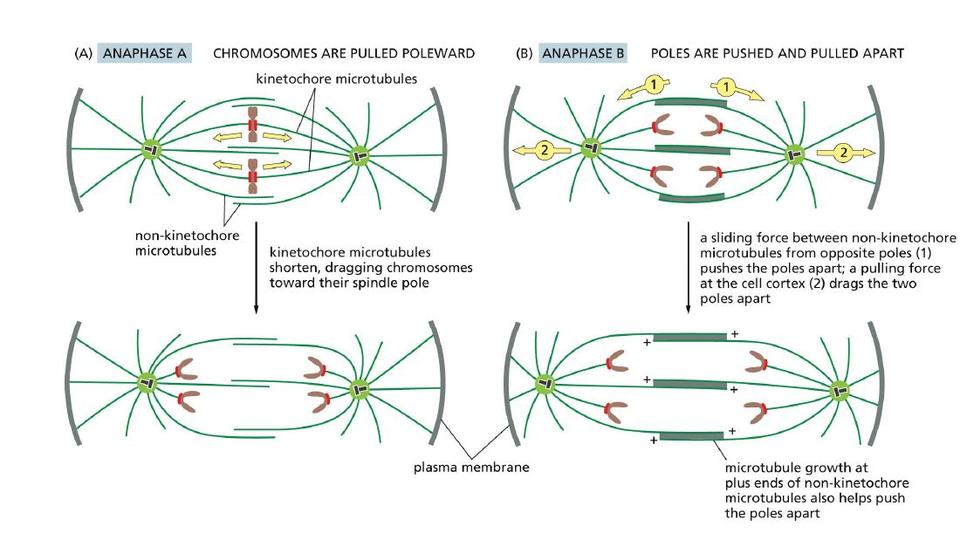 (A) ANAPHASE A CHROMOSOMES ARE PULLED POLEWARD
kinetochore microtubules
non-kinetochore
microtubules
kinetochore microtubules
shorten, dragging chromosomes
toward their spindle pole
(B) ANAPHASE B POLES ARE PUSHED AND PULLED APART
1 1
2 2
a sliding force between non-kinetochore
microtubules from opposite poles (1)
pushes the poles apart; a pulling force
at the cell cortex (2) drags the two
poles apart
+ +
+ +
+ +
plasma membrane
microtubule growth at
plus ends of non-kinetochore
microtubules also helps push
the poles apart